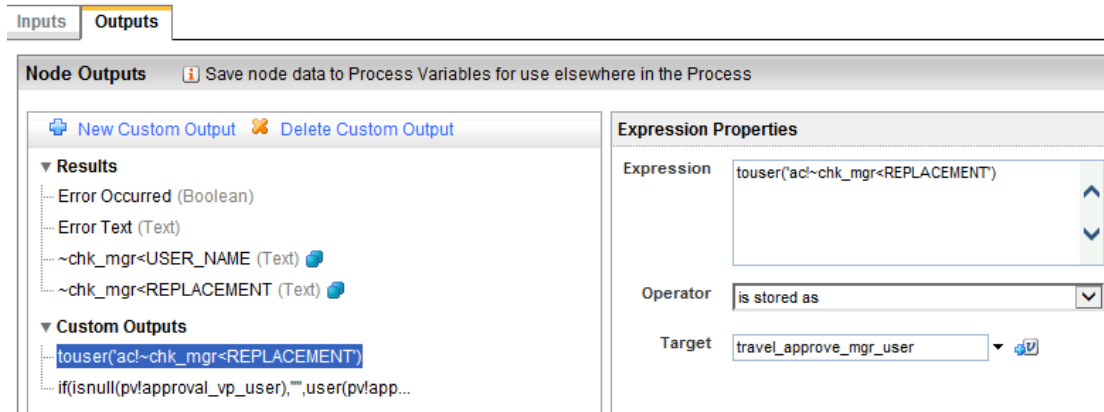 Inputs Outputs
Node Outputs Save node data to Process Variables for use elsewhere in the Process
New Custom Output Delete Custom Output
Results
Error Occurred (Boolean)
Error Text (Text)
~chk_mgr<USER_NAME (Text)
~chk_mgr<REPLACEMENT (Text)
Custom Outputs
touser('ac!~chk_mgr<REPLACEMENT')
if(isnull(pv!approval_vp_user),"",user(pv!app...
Expression Properties
Expression touser('ac!~chk_mgr<REPLACEMENT')
Operator is stored as
Target travel_approve_mgr_user